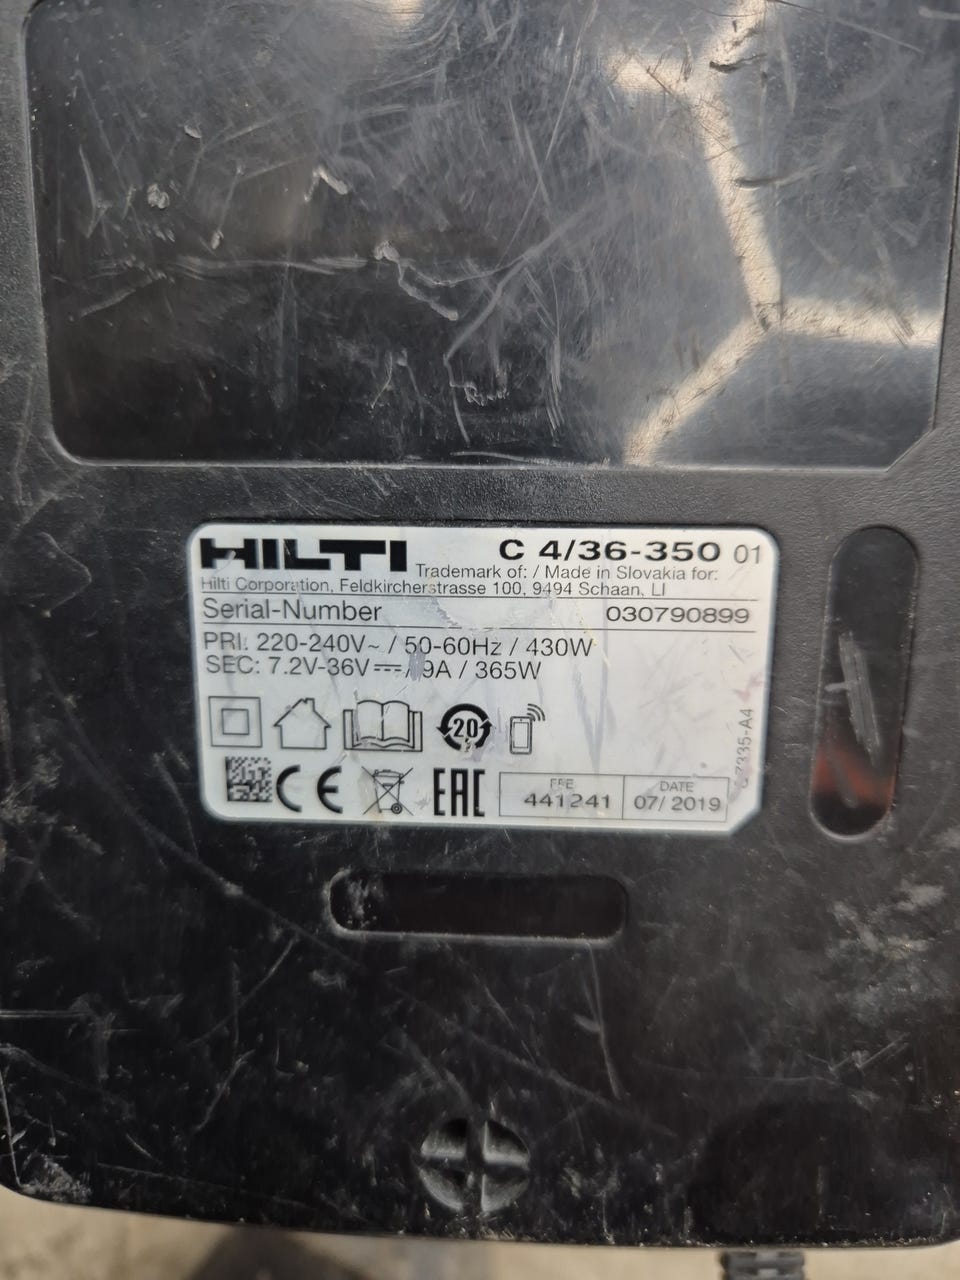 HILTI C 4/36-350 01
Trademark of: / Made in Slovakia for:
Hilti Corporation, Feldkircherstrasse 100, 9494 Schaan, LI
Serial-Number 030790899
PRI: 220-240V~ / 50-60Hz / 430W
SEC: 7.2V-36V⎓ / 9A / 365W
20
CE EAC
441241
DATE
07/2019